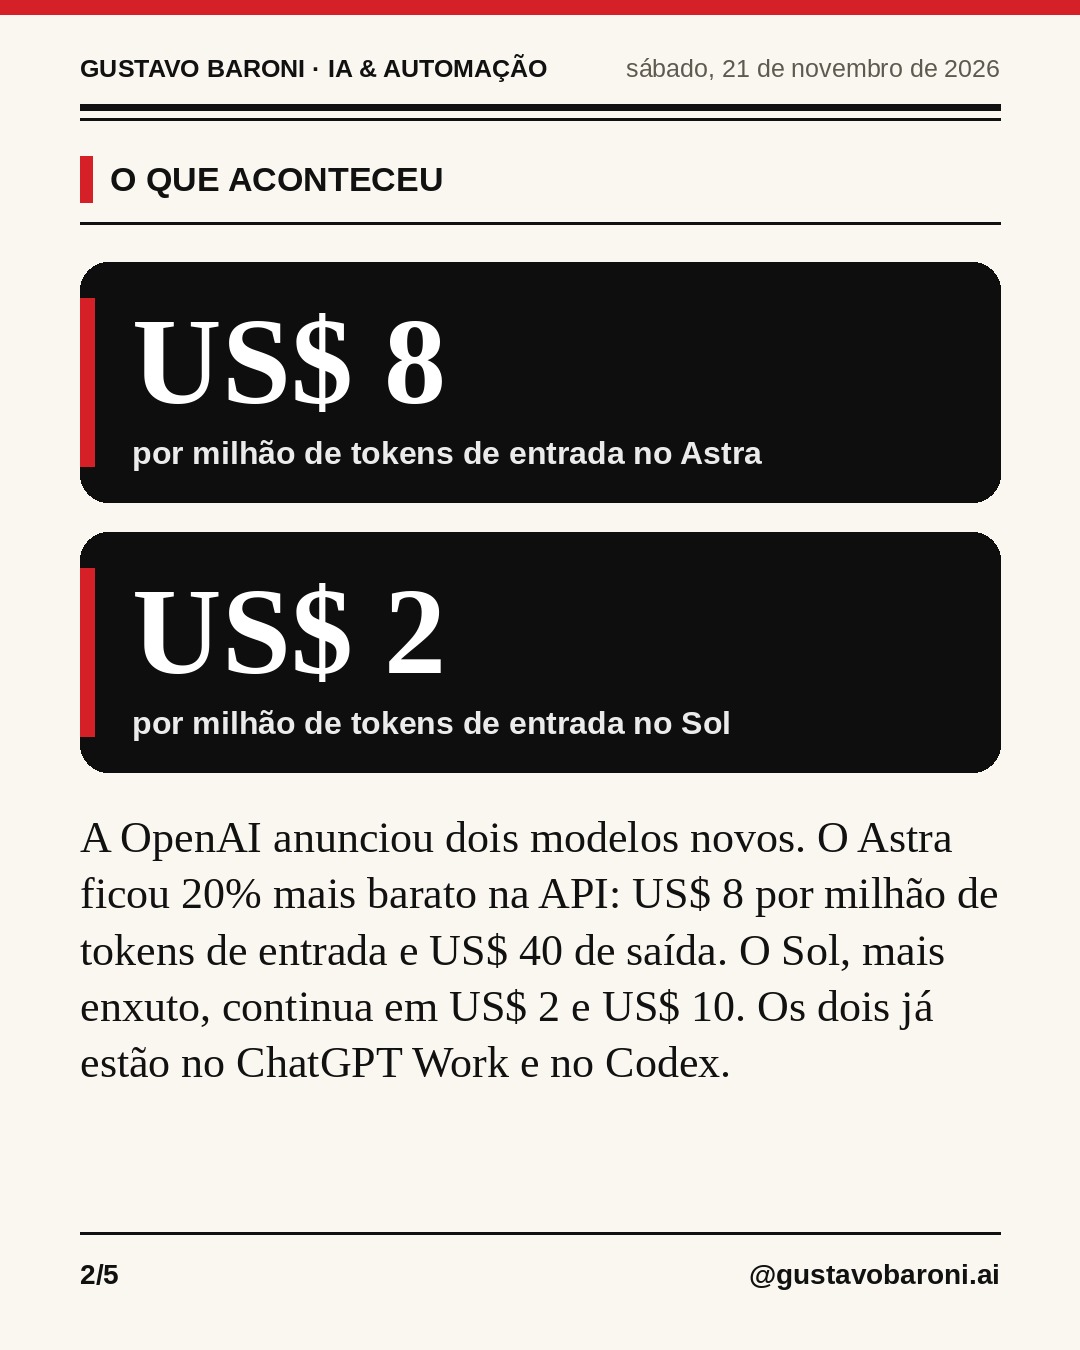 GUSTAVO BARONI · IA & AUTOMAÇÃO
sábado, 21 de novembro de 2026
O QUE ACONTECEU
US$ 8
por milhão de tokens de entrada no Astra
US$ 2
por milhão de tokens de entrada no Sol
A OpenAI anunciou dois modelos novos. O Astra
ficou 20% mais barato na API: US$ 8 por milhão de
tokens de entrada e US$ 40 de saída. O Sol, mais
enxuto, continua em US$ 2 e US$ 10. Os dois já
estão no ChatGPT Work e no Codex.
2/5
@gustavobaroni.ai